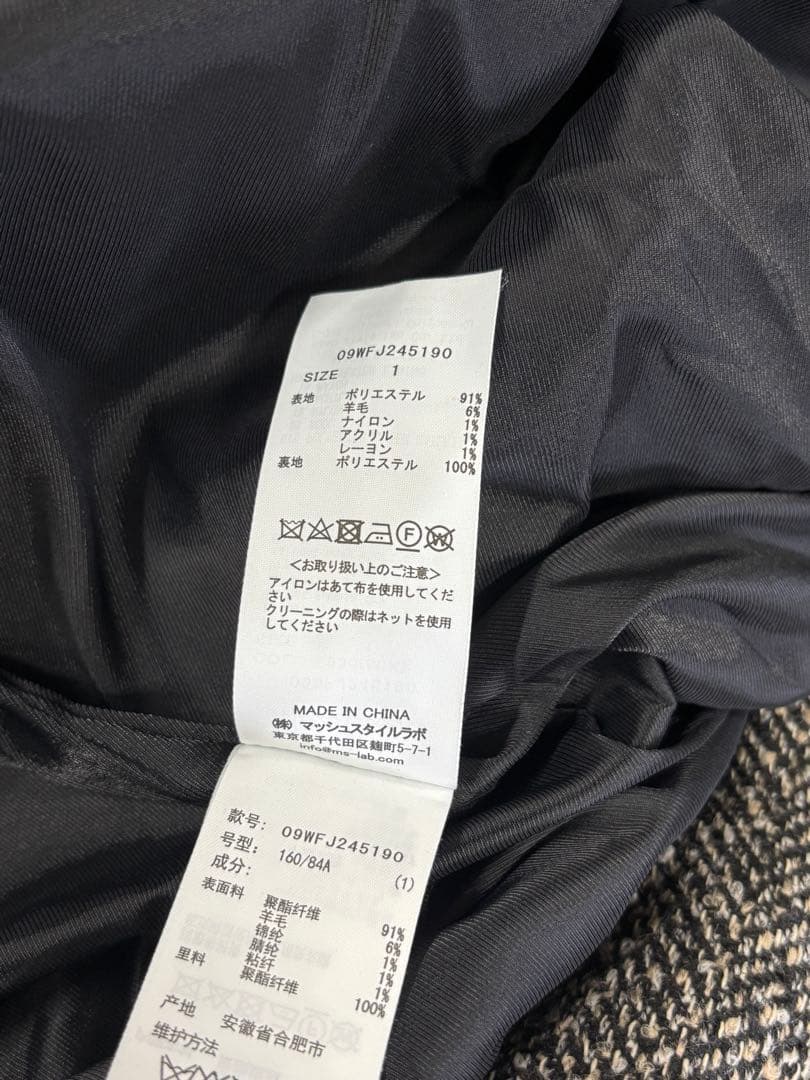 09WFJ245190
SIZE 1
表地 ポリエステル 91%
羊毛 6%
ナイロン 1%
アクリル 1%
レーヨン 1%
裏地 ポリエステル 100%
F W
<お取り扱い上のご注意>
アイロンはあて布を使用してくだ
さい
クリーニングの際はネットを使用
してください
MADE IN CHINA
(株) マッシュスタイルラボ
東京都千代田区麹町5-7-1
info@ms-lab.com
款号: 09WFJ245190
号型: 160/84A (1)
成分:
表面料 聚酯纤维 91%
羊毛 6%
锦纶 1%
腈纶 1%
粘纤 1%
里料 聚酯纤维 100%
产地 安徽省合肥市
维护方法